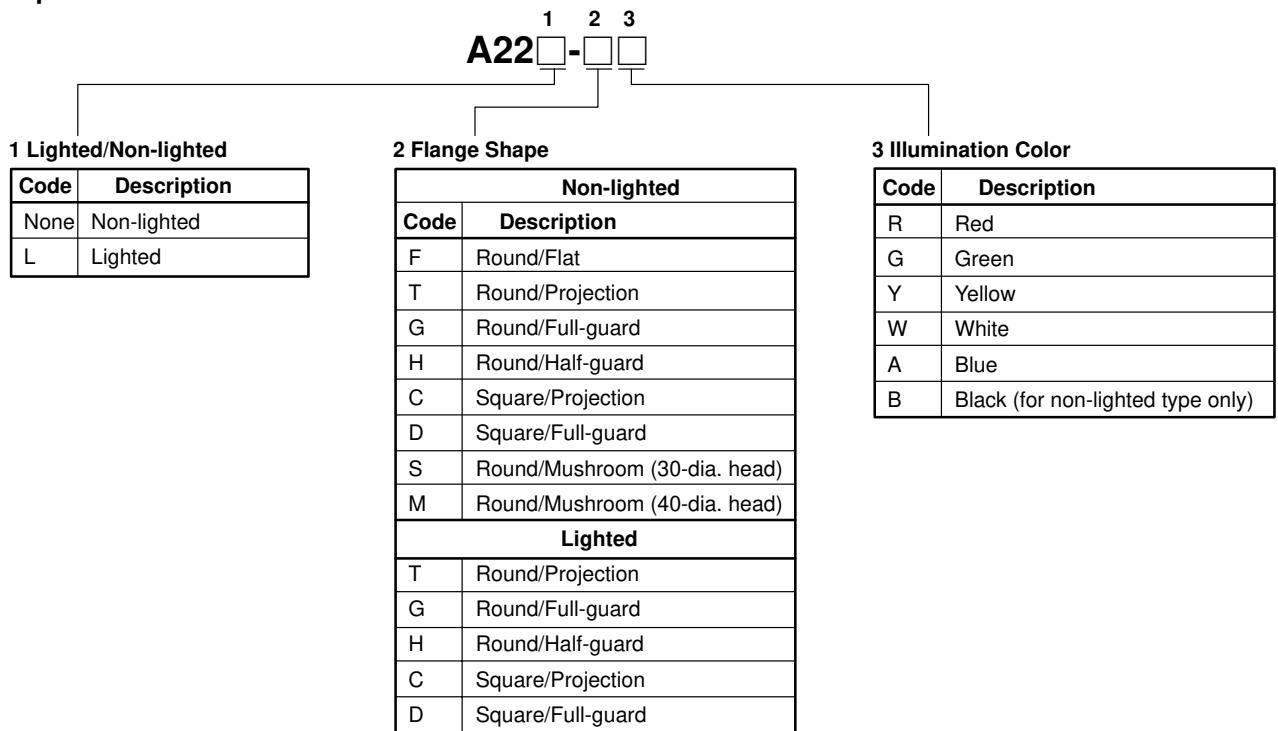 1 2 3
A22□-□□
1 Lighted/Non-lighted
Code Description
None Non-lighted
L Lighted
2 Flange Shape
Non-lighted
Code Description
F Round/Flat
T Round/Projection
G Round/Full-guard
H Round/Half-guard
C Square/Projection
D Square/Full-guard
S Round/Mushroom (30-dia. head)
M Round/Mushroom (40-dia. head)
Lighted
T Round/Projection
G Round/Full-guard
H Round/Half-guard
C Square/Projection
D Square/Full-guard
3 Illumination Color
Code Description
R Red
G Green
Y Yellow
W White
A Blue
B Black (for non-lighted type only)